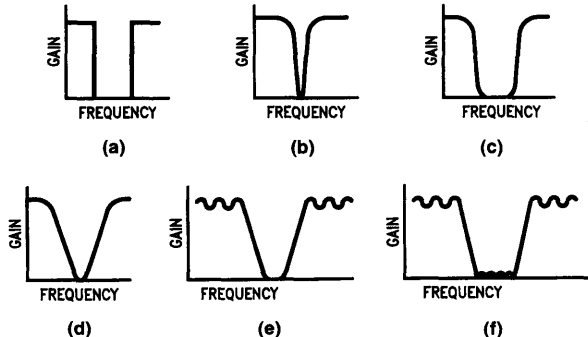 GAIN
FREQUENCY
(a)
GAIN
FREQUENCY
(b)
GAIN
FREQUENCY
(c)
GAIN
FREQUENCY
(d)
GAIN
FREQUENCY
(e)
GAIN
FREQUENCY
(f)